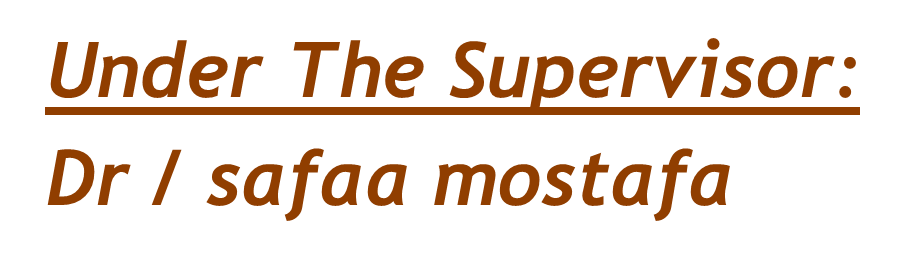 Under The Supervisor:
Dr / safaa mostafa